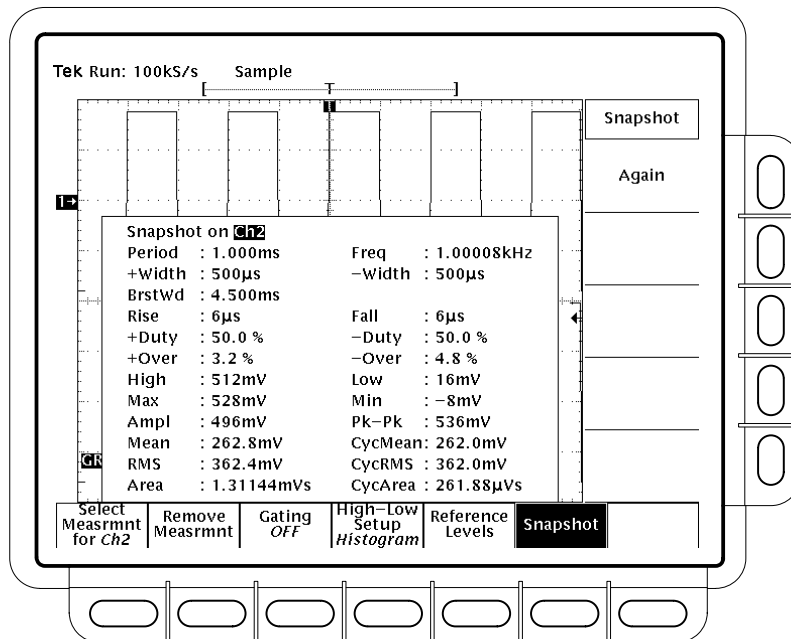 Tek Run: 100kS/s Sample
T
T
Snapshot
Again
1→
Snapshot on Ch2
Period : 1.000ms Freq : 1.00008kHz
+Width : 500µs −Width : 500µs
BrstWd : 4.500ms
Rise : 6µs Fall : 6µs
+Duty : 50.0 % −Duty : 50.0 %
+Over : 3.2 % −Over : 4.8 %
High : 512mV Low : 16mV
Max : 528mV Min : −8mV
Ampl : 496mV Pk−Pk : 536mV
Mean : 262.8mV CycMean: 262.0mV
GR
RMS : 362.4mV CycRMS : 362.0mV
Area : 1.31144mVs CycArea : 261.88µVs
Select Measrmnt for Ch2
Remove Measrmnt
Gating OFF
High−Low Setup Histogram
Reference Levels
Snapshot